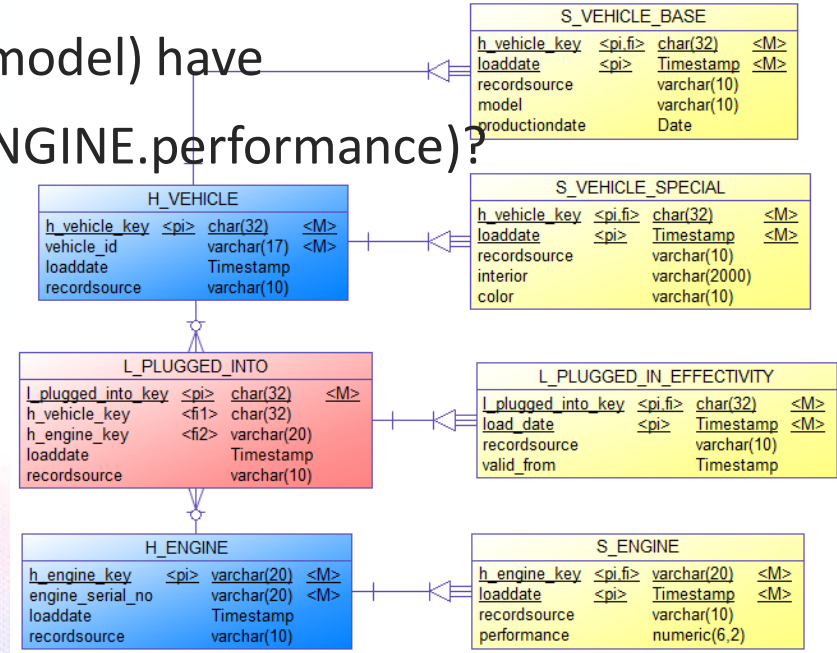 model) have
NGINE.performance)?
S_VEHICLE_BASE
h_vehicle_key <pi,fi> char(32) <M>
loaddate <pi> Timestamp <M>
recordsource varchar(10)
model varchar(10)
productiondate Date
H_VEHICLE
h_vehicle_key <pi> char(32) <M>
vehicle_id varchar(17) <M>
loaddate Timestamp
recordsource varchar(10)
S_VEHICLE_SPECIAL
h_vehicle_key <pi,fi> char(32) <M>
loaddate <pi> Timestamp <M>
recordsource varchar(10)
interior varchar(2000)
color varchar(10)
L_PLUGGED_INTO
l_plugged_into_key <pi> char(32) <M>
h_vehicle_key <fi1> char(32)
h_engine_key <fi2> varchar(20)
loaddate Timestamp
recordsource varchar(10)
L_PLUGGED_IN_EFFECTIVITY
l_plugged_into_key <pi,fi> char(32) <M>
load_date <pi> Timestamp <M>
recordsource varchar(10)
valid_from Timestamp
H_ENGINE
h_engine_key <pi> varchar(20) <M>
engine_serial_no varchar(20) <M>
loaddate Timestamp
recordsource varchar(10)
S_ENGINE
h_engine_key <pi,fi> varchar(20) <M>
loaddate <pi> Timestamp <M>
recordsource varchar(10)
performance numeric(6,2)